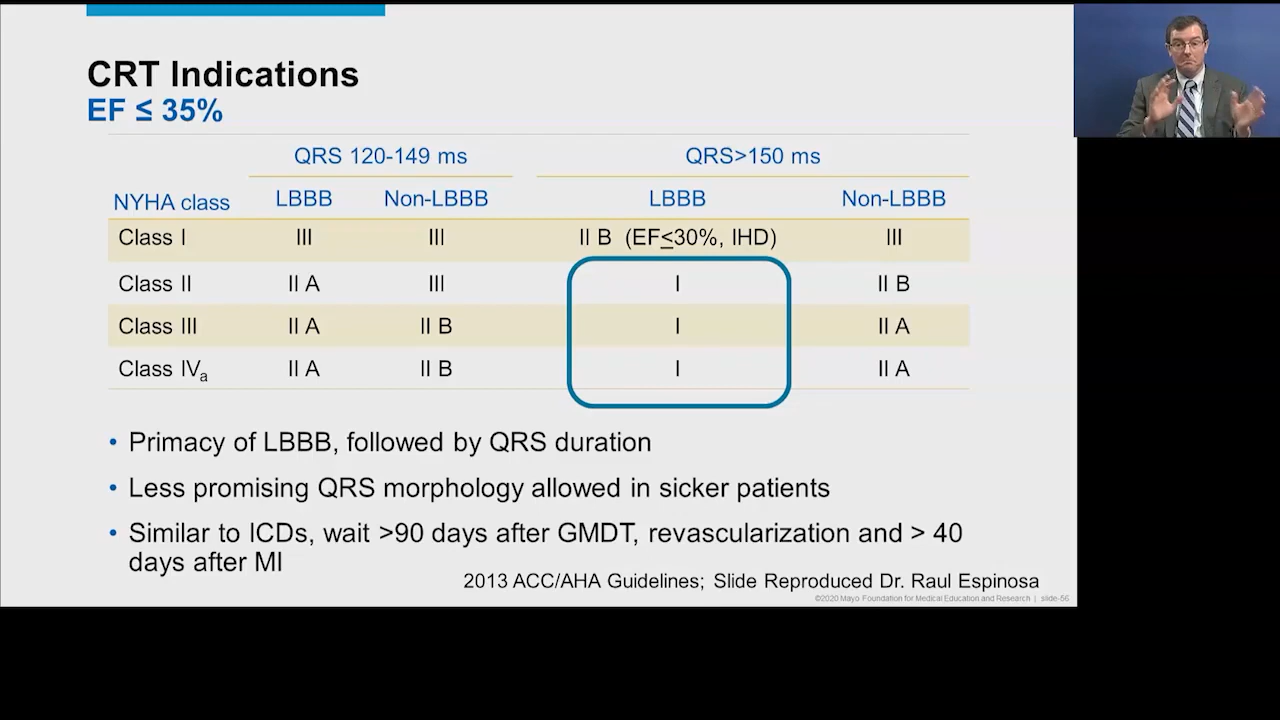 CRT Indications
EF ≤ 35%
QRS 120-149 ms QRS>150 ms
NYHA class LBBB Non-LBBB LBBB Non-LBBB
Class I III III II B (EF≤30%, IHD) III
Class II II A III I II B
Class III II A II B I II A
Class IVa II A II B I II A
• Primacy of LBBB, followed by QRS duration
• Less promising QRS morphology allowed in sicker patients
• Similar to ICDs, wait >90 days after GMDT, revascularization and > 40
days after MI
2013 ACC/AHA Guidelines; Slide Reproduced Dr. Raul Espinosa
©2020 Mayo Foundation for Medical Education and Research | slide-56